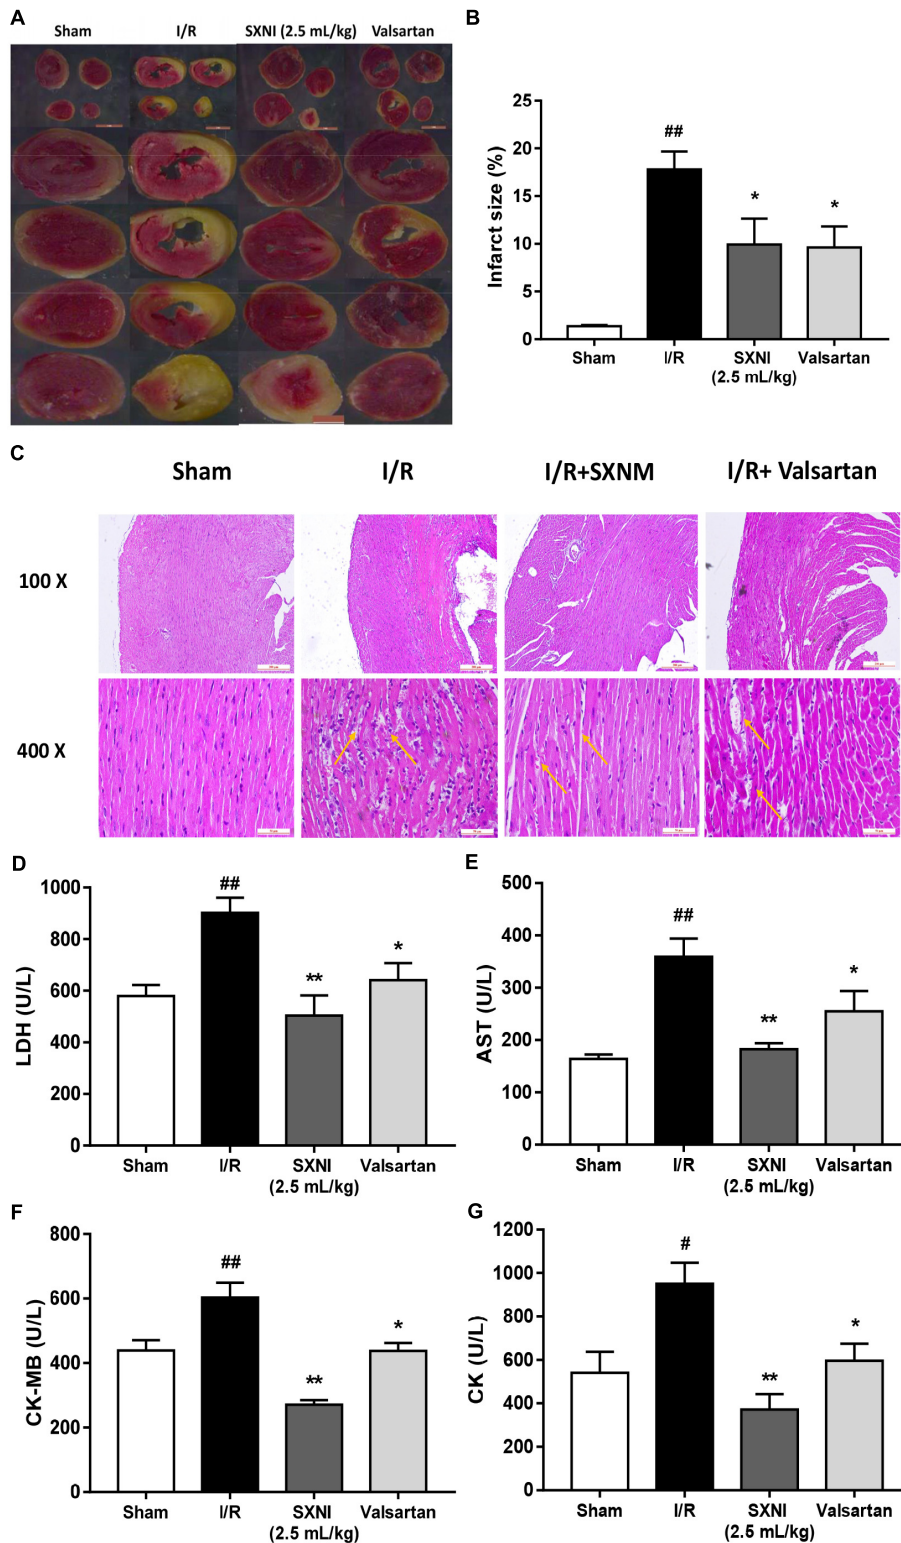 A
Sham I/R SXNI (2.5 mL/kg) Valsartan
B
Infarct size (%)
25
20
15
10
5
0
##
*
*
Sham I/R SXNI Valsartan
(2.5 mL/kg)
C
Sham I/R I/R+SXNM I/R+ Valsartan
100 X
400 X
D
LDH (U/L)
1000
800
600
400
200
0
##
**
*
Sham I/R SXNI Valsartan
(2.5 mL/kg)
E
AST (U/L)
500
400
300
200
100
0
##
**
*
Sham I/R SXNI Valsartan
(2.5 mL/kg)
F
CK-MB (U/L)
800
600
400
200
0
##
**
*
Sham I/R SXNI Valsartan
(2.5 mL/kg)
G
CK (U/L)
1200
1000
800
600
400
200
0
#
**
*
Sham I/R SXNI Valsartan
(2.5 mL/kg)